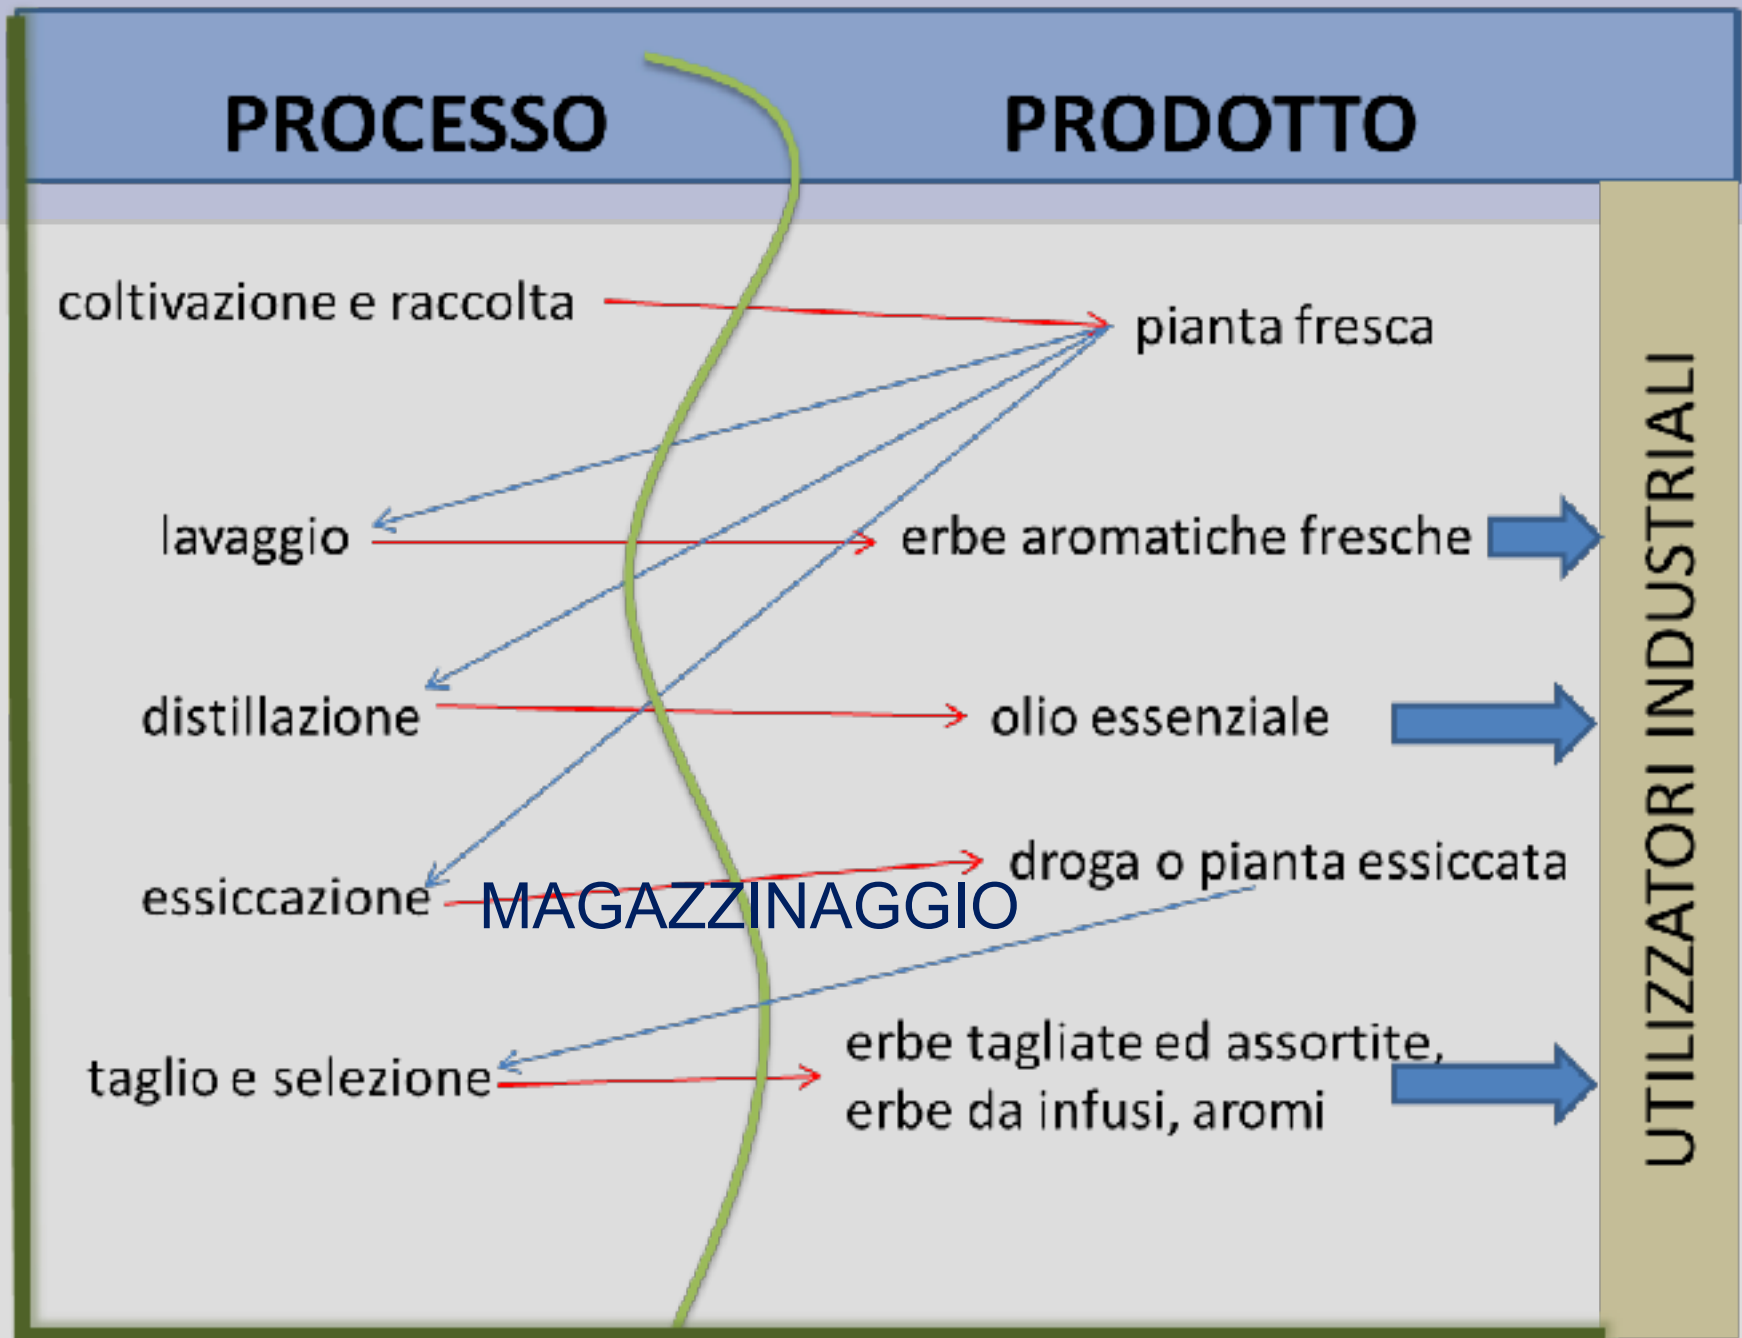 PROCESSO
PRODOTTO
coltivazione e raccolta
pianta fresca
lavaggio
erbe aromatiche fresche
distillazione
olio essenziale
essiccazione
MAGAZZINAGGIO
droga o pianta essiccata
taglio e selezione
erbe tagliate ed assortite,
erbe da infusi, aromi
UTILIZZATORI INDUSTRIALI